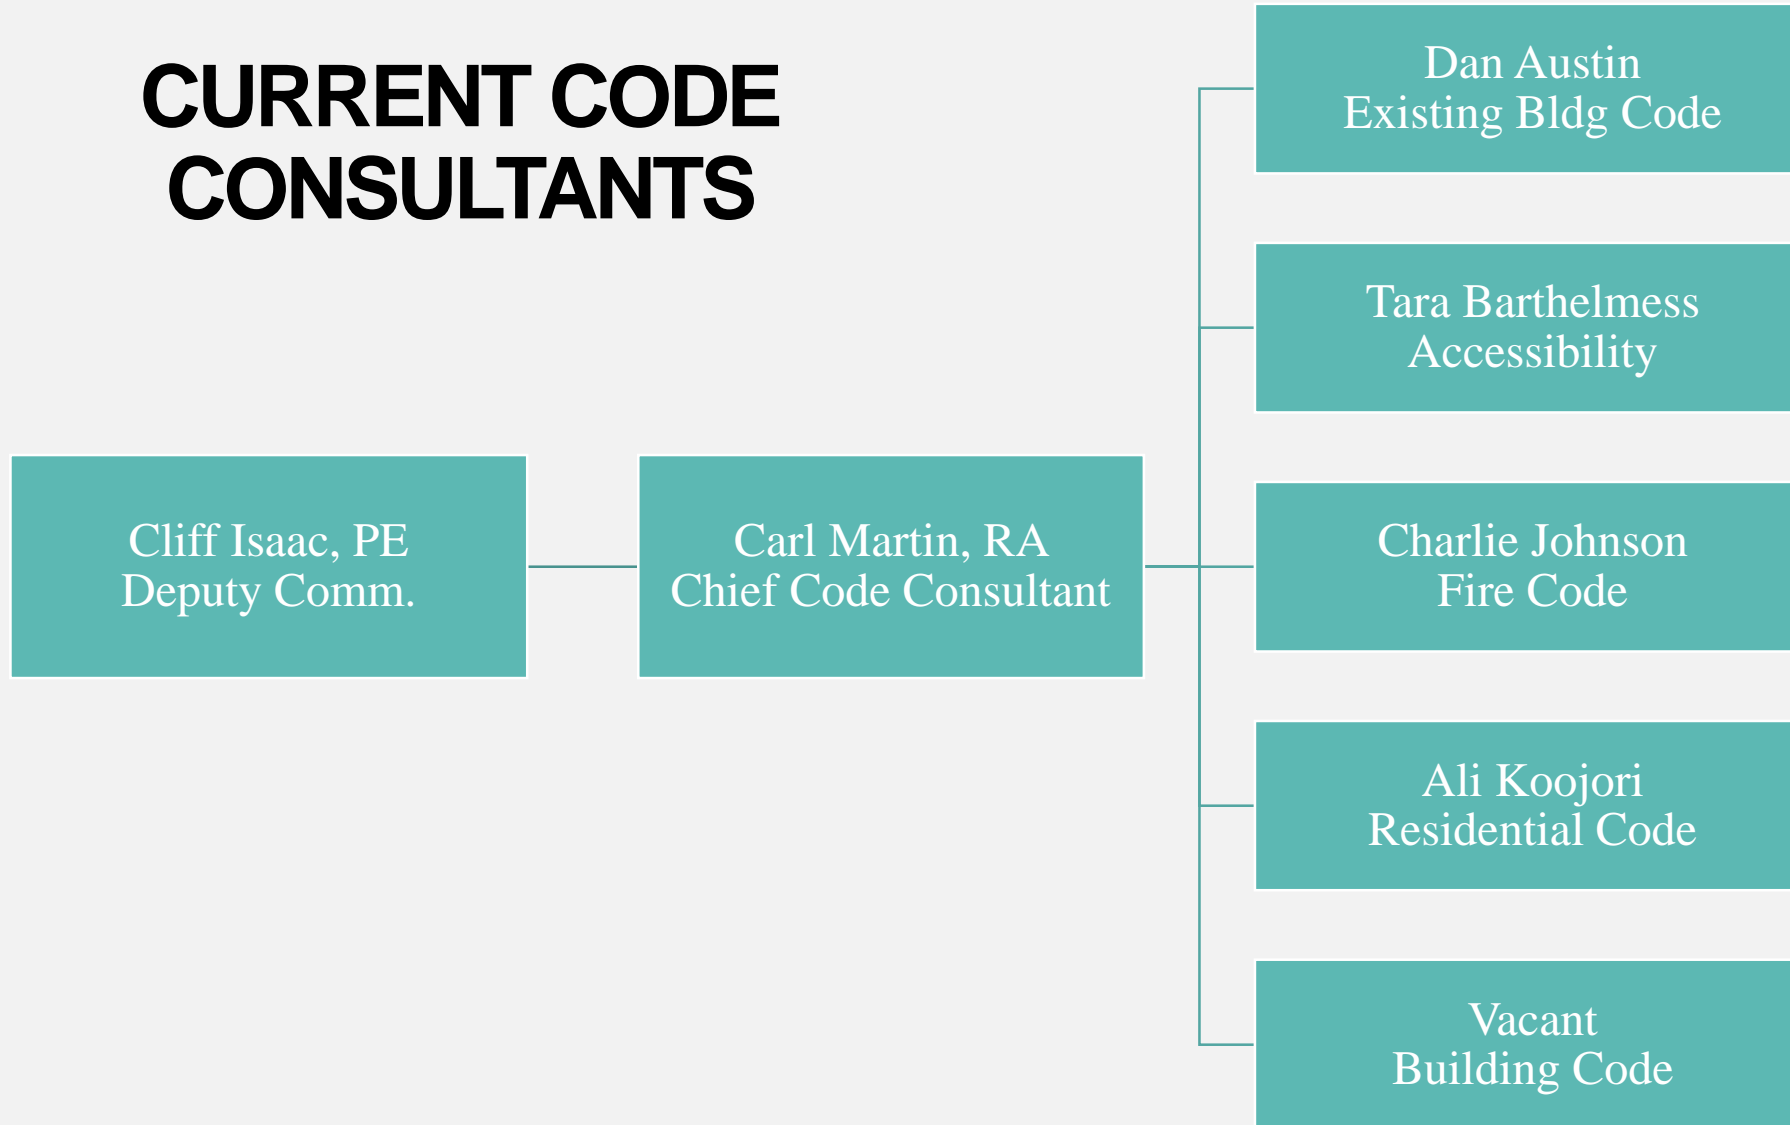 CURRENT CODE
CONSULTANTS
Cliff Isaac, PE
Deputy Comm.
Carl Martin, RA
Chief Code Consultant
Dan Austin
Existing Bldg Code
Tara Barthelmess
Accessibility
Charlie Johnson
Fire Code
Ali Koojori
Residential Code
Vacant
Building Code